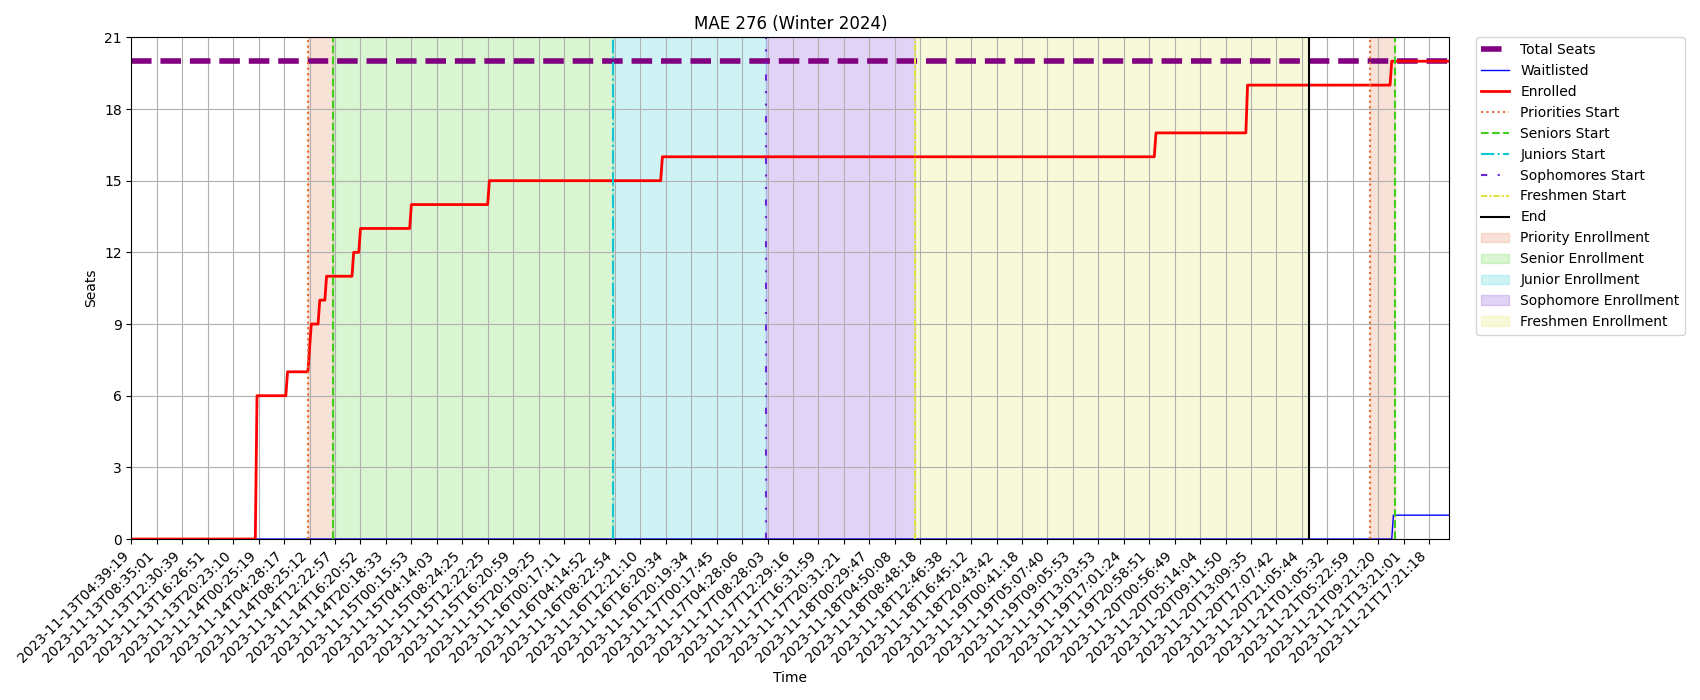 MAE 276 (Winter 2024)
21
18
15
12
9
6
3
0
Seats
2023-11-13T04:39:19
2023-11-13T08:35:01
2023-11-13T12:30:39
2023-11-13T16:26:51
2023-11-13T20:23:10
2023-11-14T00:25:19
2023-11-14T04:28:17
2023-11-14T08:25:12
2023-11-14T12:22:57
2023-11-14T16:20:52
2023-11-14T20:18:33
2023-11-15T00:15:53
2023-11-15T04:14:03
2023-11-15T08:24:25
2023-11-15T12:22:25
2023-11-15T16:20:59
2023-11-15T20:19:25
2023-11-16T00:17:11
2023-11-16T04:14:52
2023-11-16T08:22:54
2023-11-16T12:21:10
2023-11-16T16:20:34
2023-11-16T20:19:34
2023-11-17T00:17:45
2023-11-17T04:28:06
2023-11-17T08:28:03
2023-11-17T12:29:16
2023-11-17T16:31:59
2023-11-17T20:31:21
2023-11-18T00:29:47
2023-11-18T04:50:08
2023-11-18T08:48:18
2023-11-18T12:46:38
2023-11-18T16:45:12
2023-11-18T20:43:42
2023-11-19T00:41:18
2023-11-19T05:07:40
2023-11-19T09:05:53
2023-11-19T13:03:53
2023-11-19T17:01:24
2023-11-19T20:58:51
2023-11-20T00:56:49
2023-11-20T05:14:04
2023-11-20T09:11:50
2023-11-20T13:09:35
2023-11-20T17:07:42
2023-11-20T21:05:44
2023-11-21T01:05:32
2023-11-21T05:22:59
2023-11-21T09:21:20
2023-11-21T13:21:01
2023-11-21T17:21:18
Time
Total Seats
Waitlisted
Enrolled
Priorities Start
Seniors Start
Juniors Start
Sophomores Start
Freshmen Start
End
Priority Enrollment
Senior Enrollment
Junior Enrollment
Sophomore Enrollment
Freshmen Enrollment